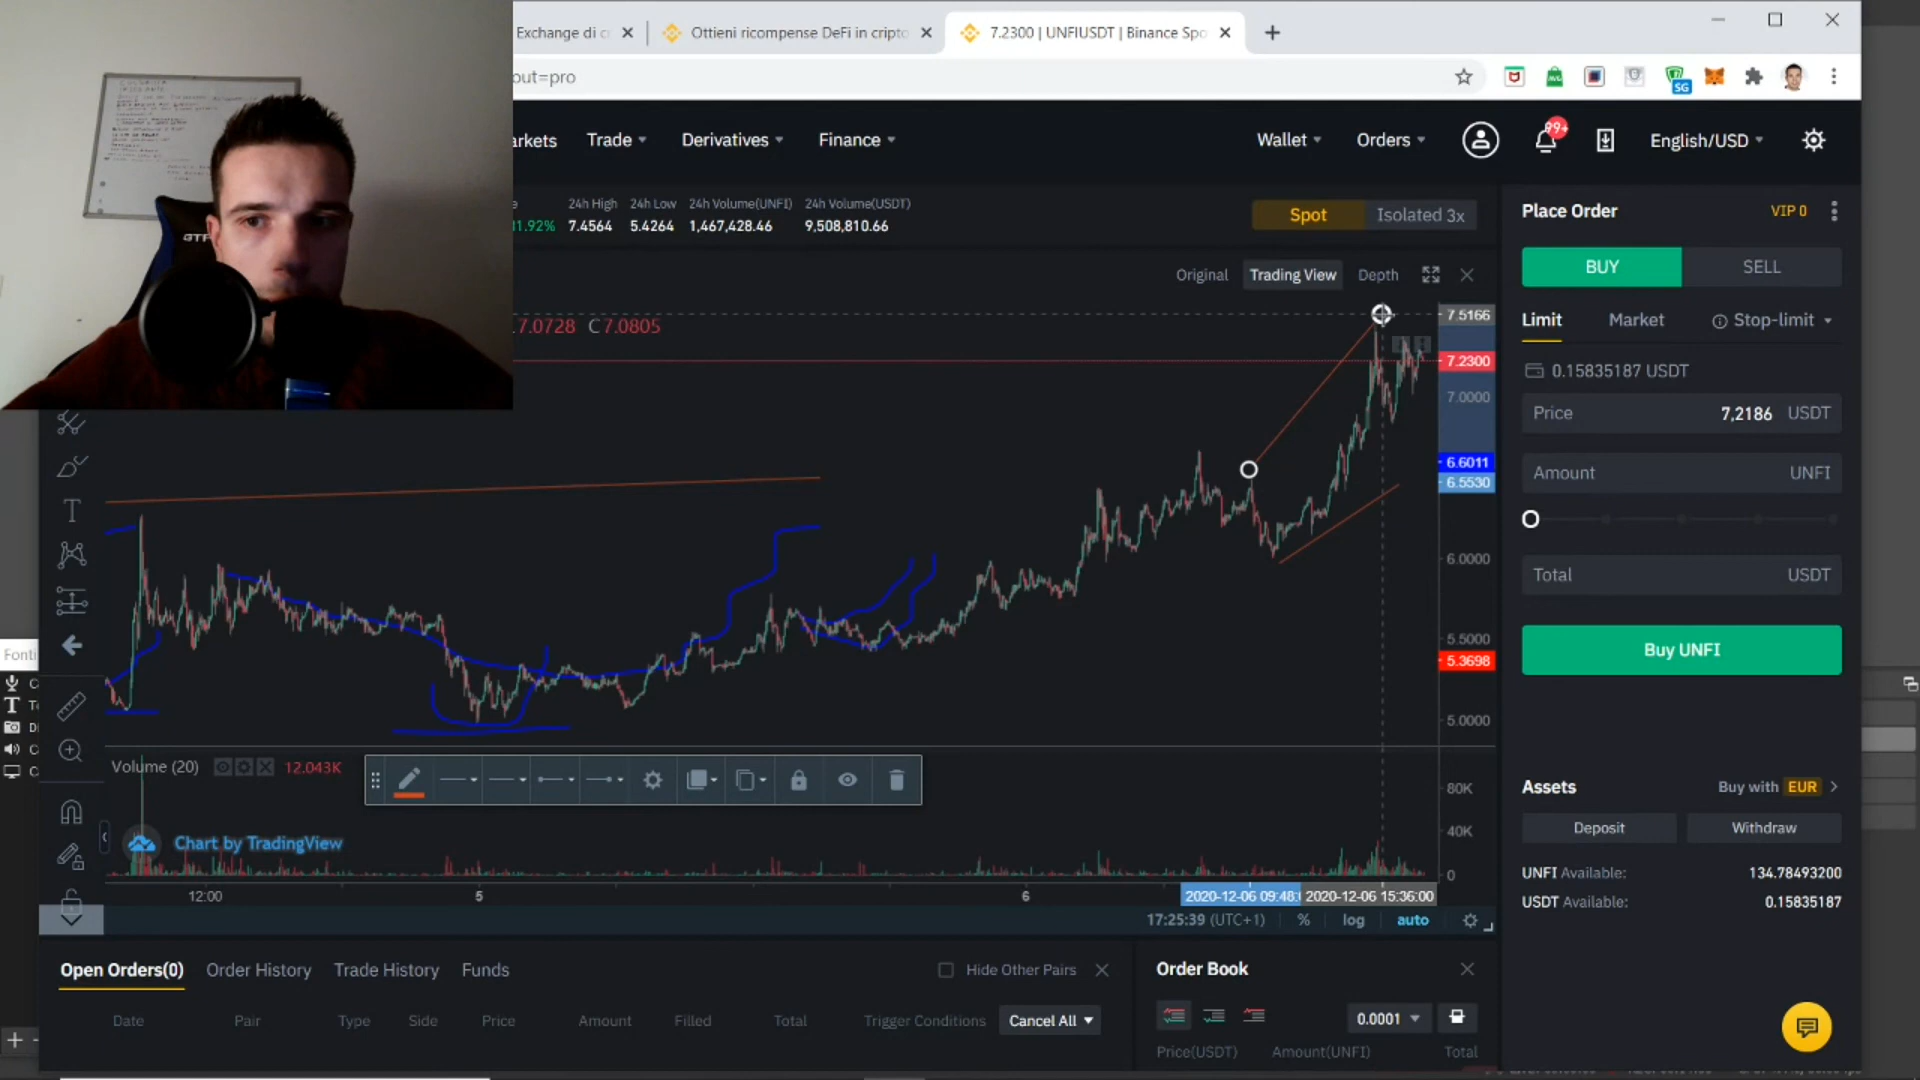 Exchange di c
Ottieni ricompense DeFi in cripto
7.2300 | UNFIUSDT | Binance Spo
out=pro
SG
arkets
Trade
Derivatives
Finance
Wallet
Orders
99+
English/USD
24h High
24h Low
24h Volume(UNFI)
24h Volume(USDT)
7.4564
5.4264
1,467,428.46
9,508,810.66
Spot
Isolated 3x
Original
Trading View
Depth
7.0728 C7.0805
7.5166
7.2300
7.0000
6.6011
6.5530
6.0000
5.5000
5.3698
5.0000
Volume (20)
12.043K
80K
40K
0
Chart by TradingView
12:00
5
6
2020-12-06 09:48:
2020-12-06 15:36:00
17:25:39 (UTC+1)
%
log
auto
Place Order
VIP 0
BUY
SELL
Limit
Market
Stop-limit
0.15835187 USDT
Price
7,2186
USDT
Amount
UNFI
Total
USDT
Buy UNFI
Assets
Buy with EUR
Deposit
Withdraw
UNFI Available:
134.78493200
USDT Available:
0.15835187
Fonti
Open Orders(0)
Order History
Trade History
Funds
Hide Other Pairs
Date
Pair
Type
Side
Price
Amount
Filled
Total
Trigger Conditions
Cancel All
Order Book
0.0001
Price(USDT)
Amount(UNFI)
Total